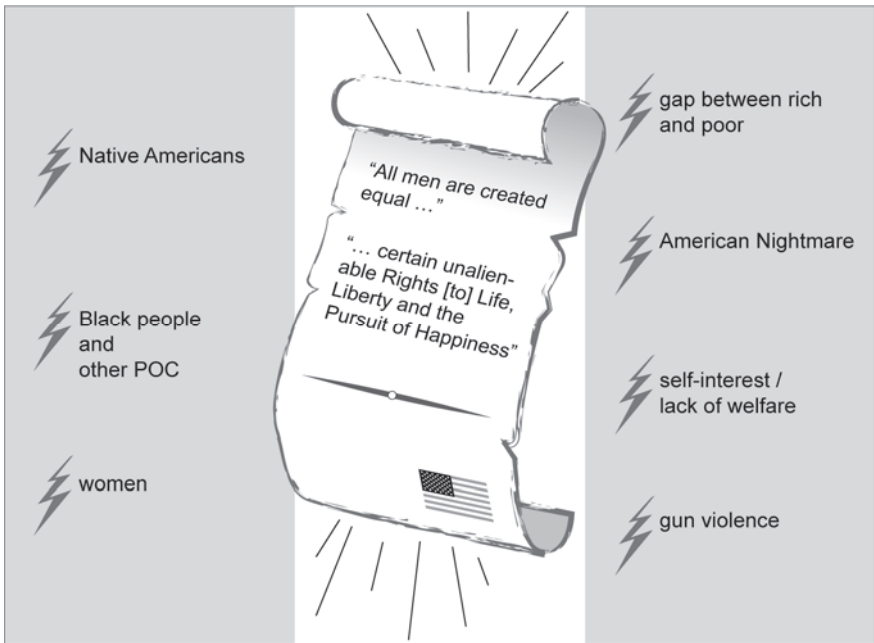 Native Americans
Black people
and
other POC
women
“All men are created
equal …”
“… certain unalien-
able Rights [to] Life,
Liberty and the
Pursuit of Happiness”
gap between rich
and poor
American Nightmare
self-interest /
lack of welfare
gun violence